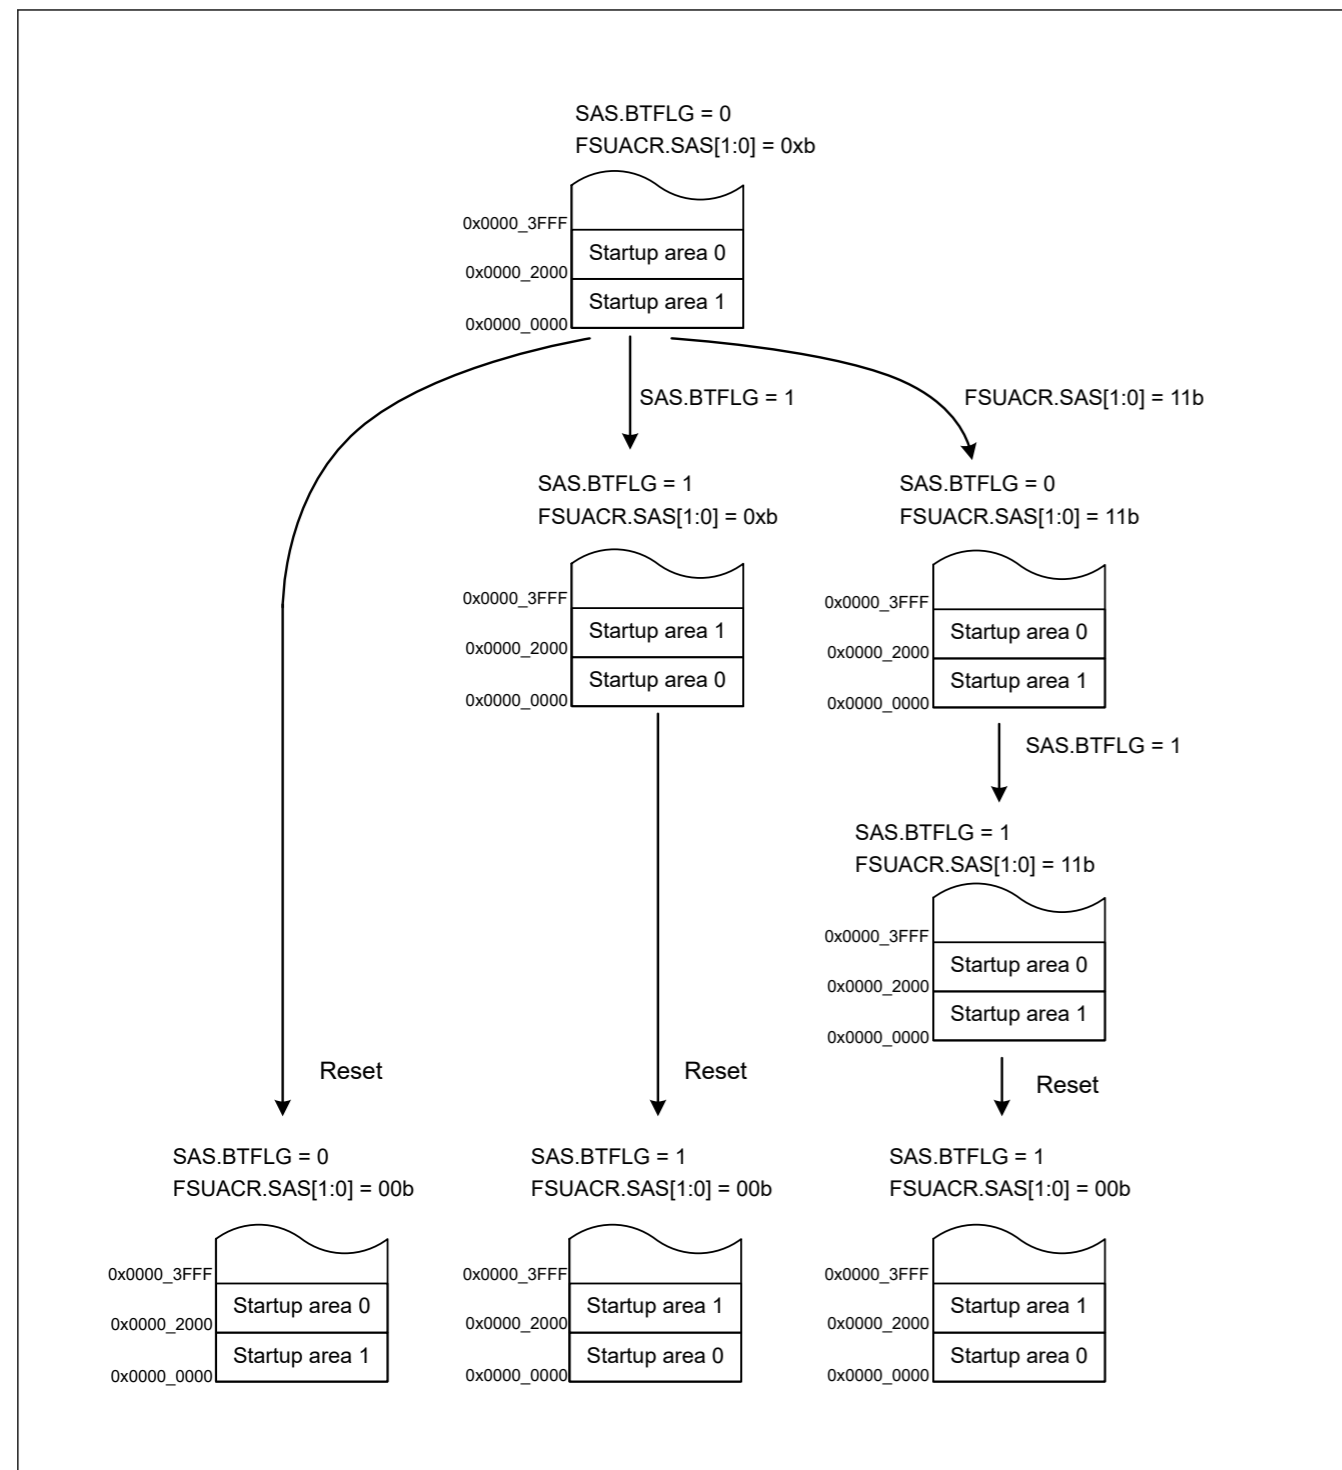 SAS.BTFLG = 0
FSUACR.SAS[1:0] = 0xb
0x0000_3FFF
Startup area 0
0x0000_2000
Startup area 1
0x0000_0000
SAS.BTFLG = 1
FSUACR.SAS[1:0] = 11b
SAS.BTFLG = 1
FSUACR.SAS[1:0] = 0xb
0x0000_3FFF
Startup area 1
0x0000_2000
Startup area 0
0x0000_0000
SAS.BTFLG = 0
FSUACR.SAS[1:0] = 11b
0x0000_3FFF
Startup area 0
0x0000_2000
Startup area 1
0x0000_0000
SAS.BTFLG = 1
SAS.BTFLG = 1
FSUACR.SAS[1:0] = 11b
0x0000_3FFF
Startup area 0
0x0000_2000
Startup area 1
0x0000_0000
Reset
Reset
Reset
SAS.BTFLG = 0
FSUACR.SAS[1:0] = 00b
0x0000_3FFF
Startup area 0
0x0000_2000
Startup area 1
0x0000_0000
SAS.BTFLG = 1
FSUACR.SAS[1:0] = 00b
0x0000_3FFF
Startup area 1
0x0000_2000
Startup area 0
0x0000_0000
SAS.BTFLG = 1
FSUACR.SAS[1:0] = 00b
0x0000_3FFF
Startup area 1
0x0000_2000
Startup area 0
0x0000_0000